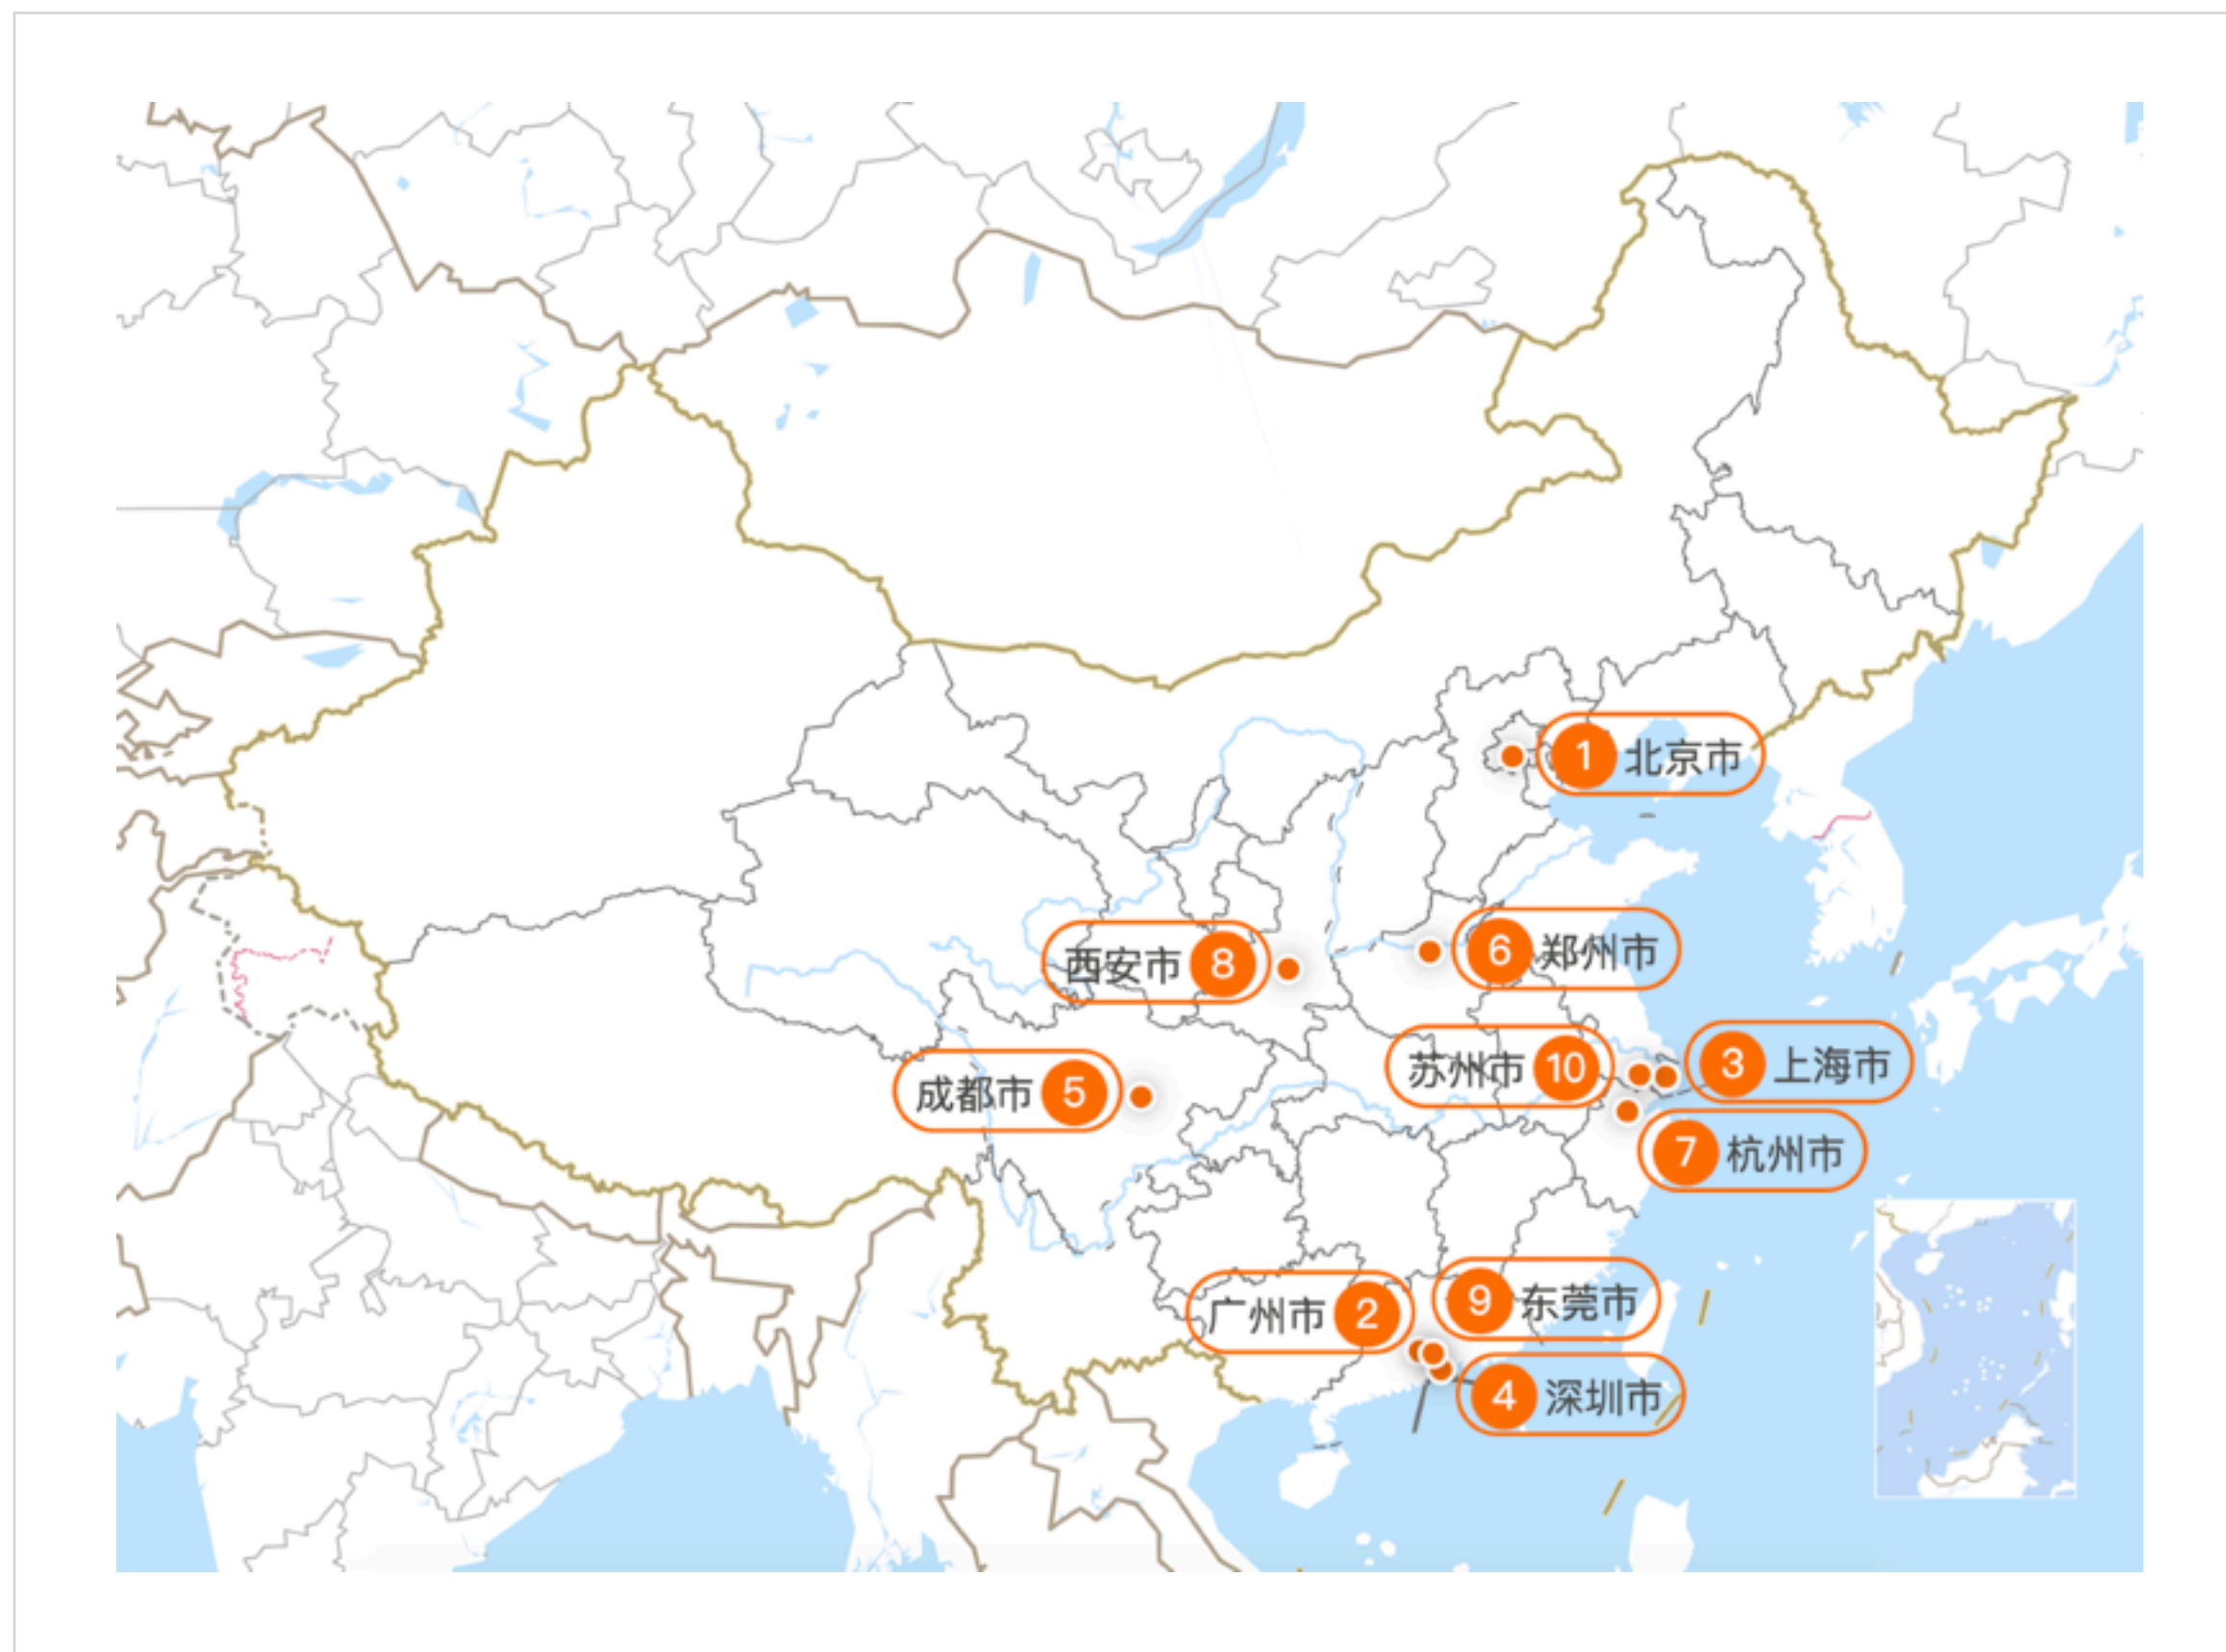 1 北京市
西安市 8
6 郑州市
苏州市 10
3 上海市
成都市 5
7 杭州市
广州市 2
9 东莞市
4 深圳市